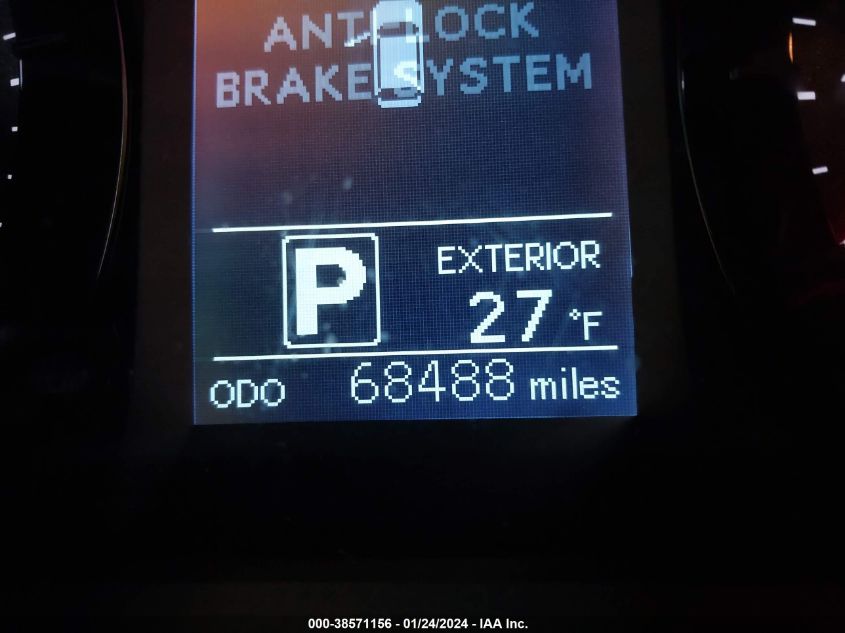 ANTI-LOCK
BRAKE SYSTEM
P
EXTERIOR
27 °F
ODO 68488 miles
000-38571156 - 01/24/2024 - IAA Inc.